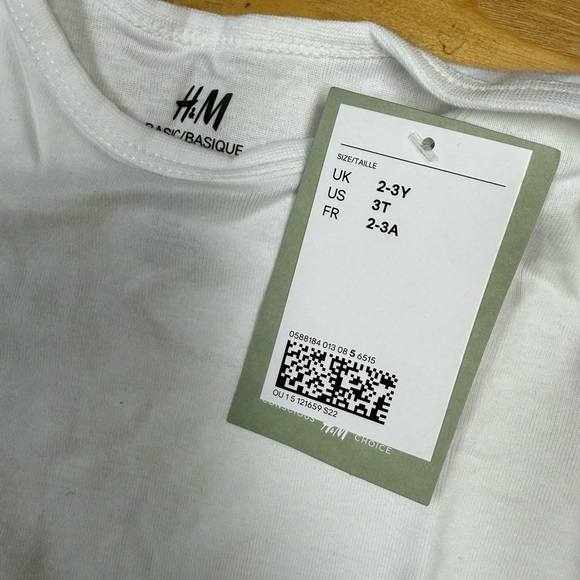 H&M
BASIC/BASIQUE
SIZE/TAILLE
UK 2-3Y
US 3T
FR 2-3A
0588184 013 08 5 6515
OU 1 5 121659 S22
CONSCIOUS H&M CHOICE